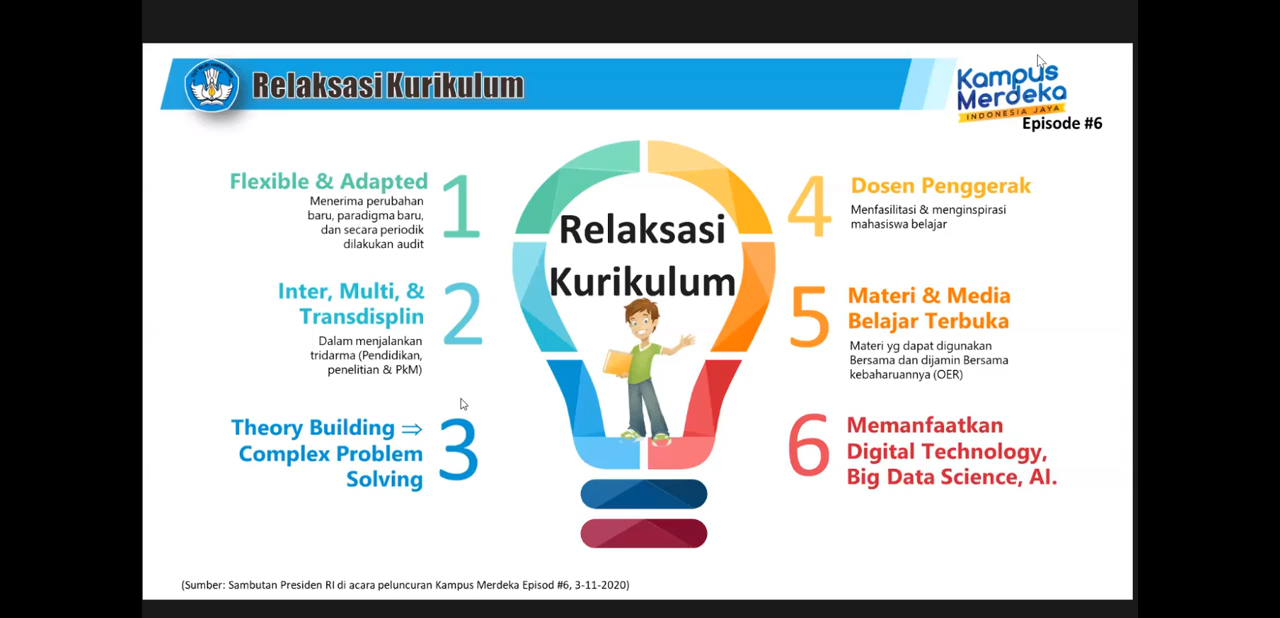 Relaksasi Kurikulum
Kampus
Merdeka
INDONESIA JAYA
Episode #6
Flexible & Adapted
1
Menerima perubahan
baru, paradigma baru,
dan secara periodik
dilakukan audit
Inter, Multi, &
Transdisplin
2
Dalam menjalankan
tridarma (Pendidikan,
penelitian & PkM)
Theory Building ⇒
Complex Problem
Solving
3
Relaksasi
Kurikulum
4
Dosen Penggerak
Menfasilitasi & menginspirasi
mahasiswa belajar
5
Materi & Media
Belajar Terbuka
Materi yg dapat digunakan
Bersama dan dijamin Bersama
kebaharuannya (OER)
6
Memanfaatkan
Digital Technology,
Big Data Science, AI.
(Sumber: Sambutan Presiden RI di acara peluncuran Kampus Merdeka Episod #6, 3-11-2020)